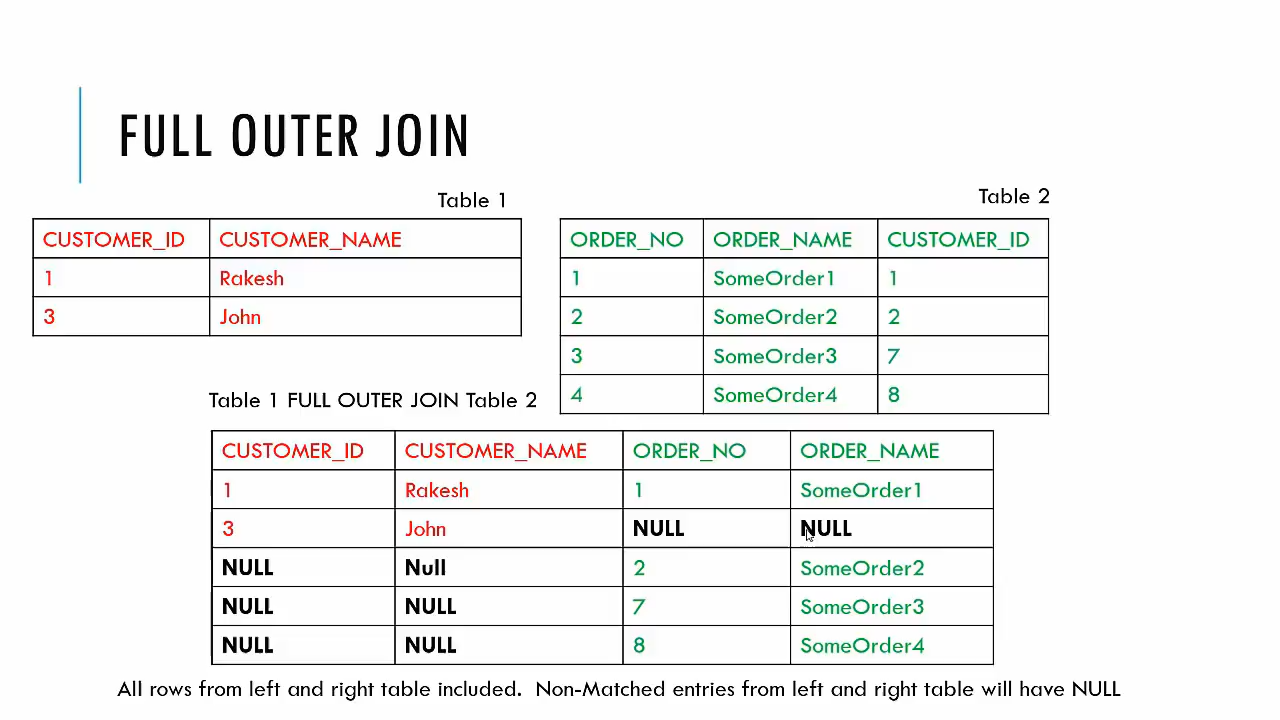 FULL OUTER JOIN
Table 1
CUSTOMER_ID CUSTOMER_NAME
1 Rakesh
3 John
Table 2
ORDER_NO ORDER_NAME CUSTOMER_ID
1 SomeOrder1 1
2 SomeOrder2 2
3 SomeOrder3 7
4 SomeOrder4 8
Table 1 FULL OUTER JOIN Table 2
CUSTOMER_ID CUSTOMER_NAME ORDER_NO ORDER_NAME
1 Rakesh 1 SomeOrder1
3 John NULL NULL
NULL Null 2 SomeOrder2
NULL NULL 7 SomeOrder3
NULL NULL 8 SomeOrder4
All rows from left and right table included. Non-Matched entries from left and right table will have NULL